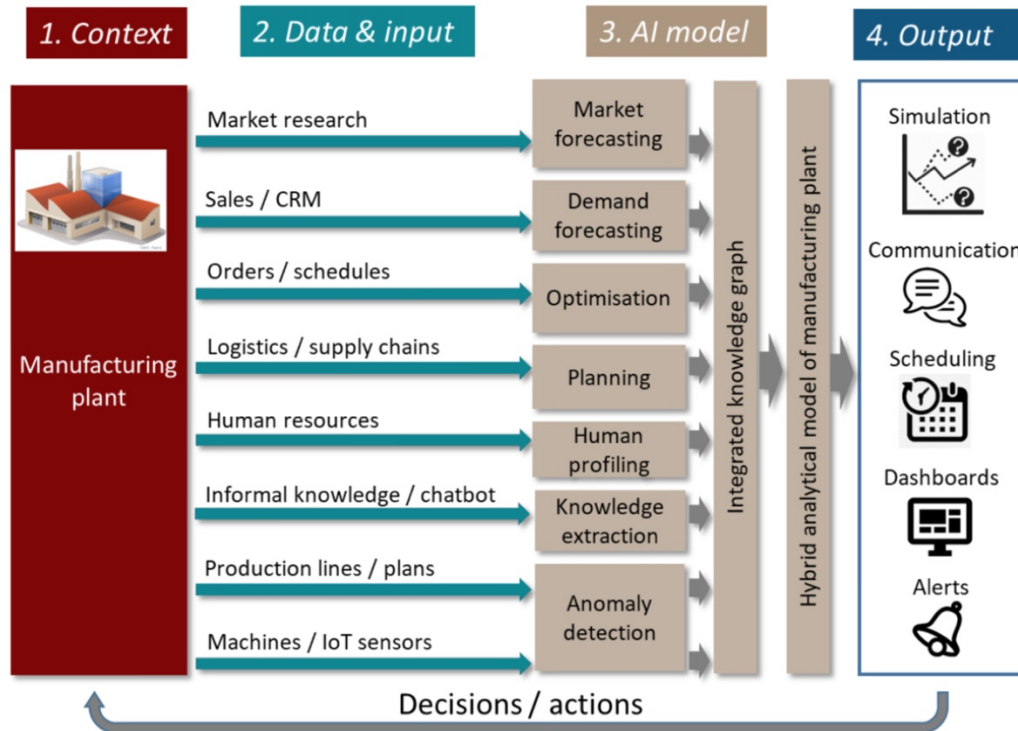 1. Context
2. Data & input
3. AI model
4. Output
Manufacturing
plant
Market research
Sales / CRM
Orders / schedules
Logistics / supply chains
Human resources
Informal knowledge / chatbot
Production lines / plans
Machines / IoT sensors
Market
forecasting
Demand
forecasting
Optimisation
Planning
Human
profiling
Knowledge
extraction
Anomaly
detection
Integrated knowledge graph
Hybrid analytical model of manufacturing plant
Simulation
?
?
Communication
Scheduling
Dashboards
Alerts
Decisions / actions